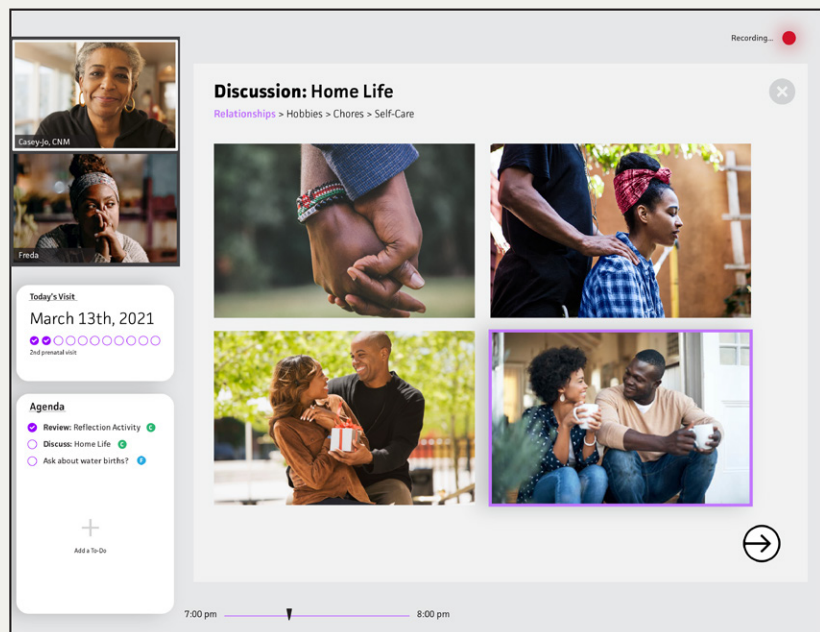 Recording...
Casey-Jo, CNM
Freda
Discussion: Home Life
Relationships > Hobbies > Chores > Self-Care
Today's Visit
March 13th, 2021
2nd prenatal visit
Agenda
Review: Reflection Activity C
Discuss: Home Life C
Ask about water births? F
Add a To-Do
7:00 pm
8:00 pm